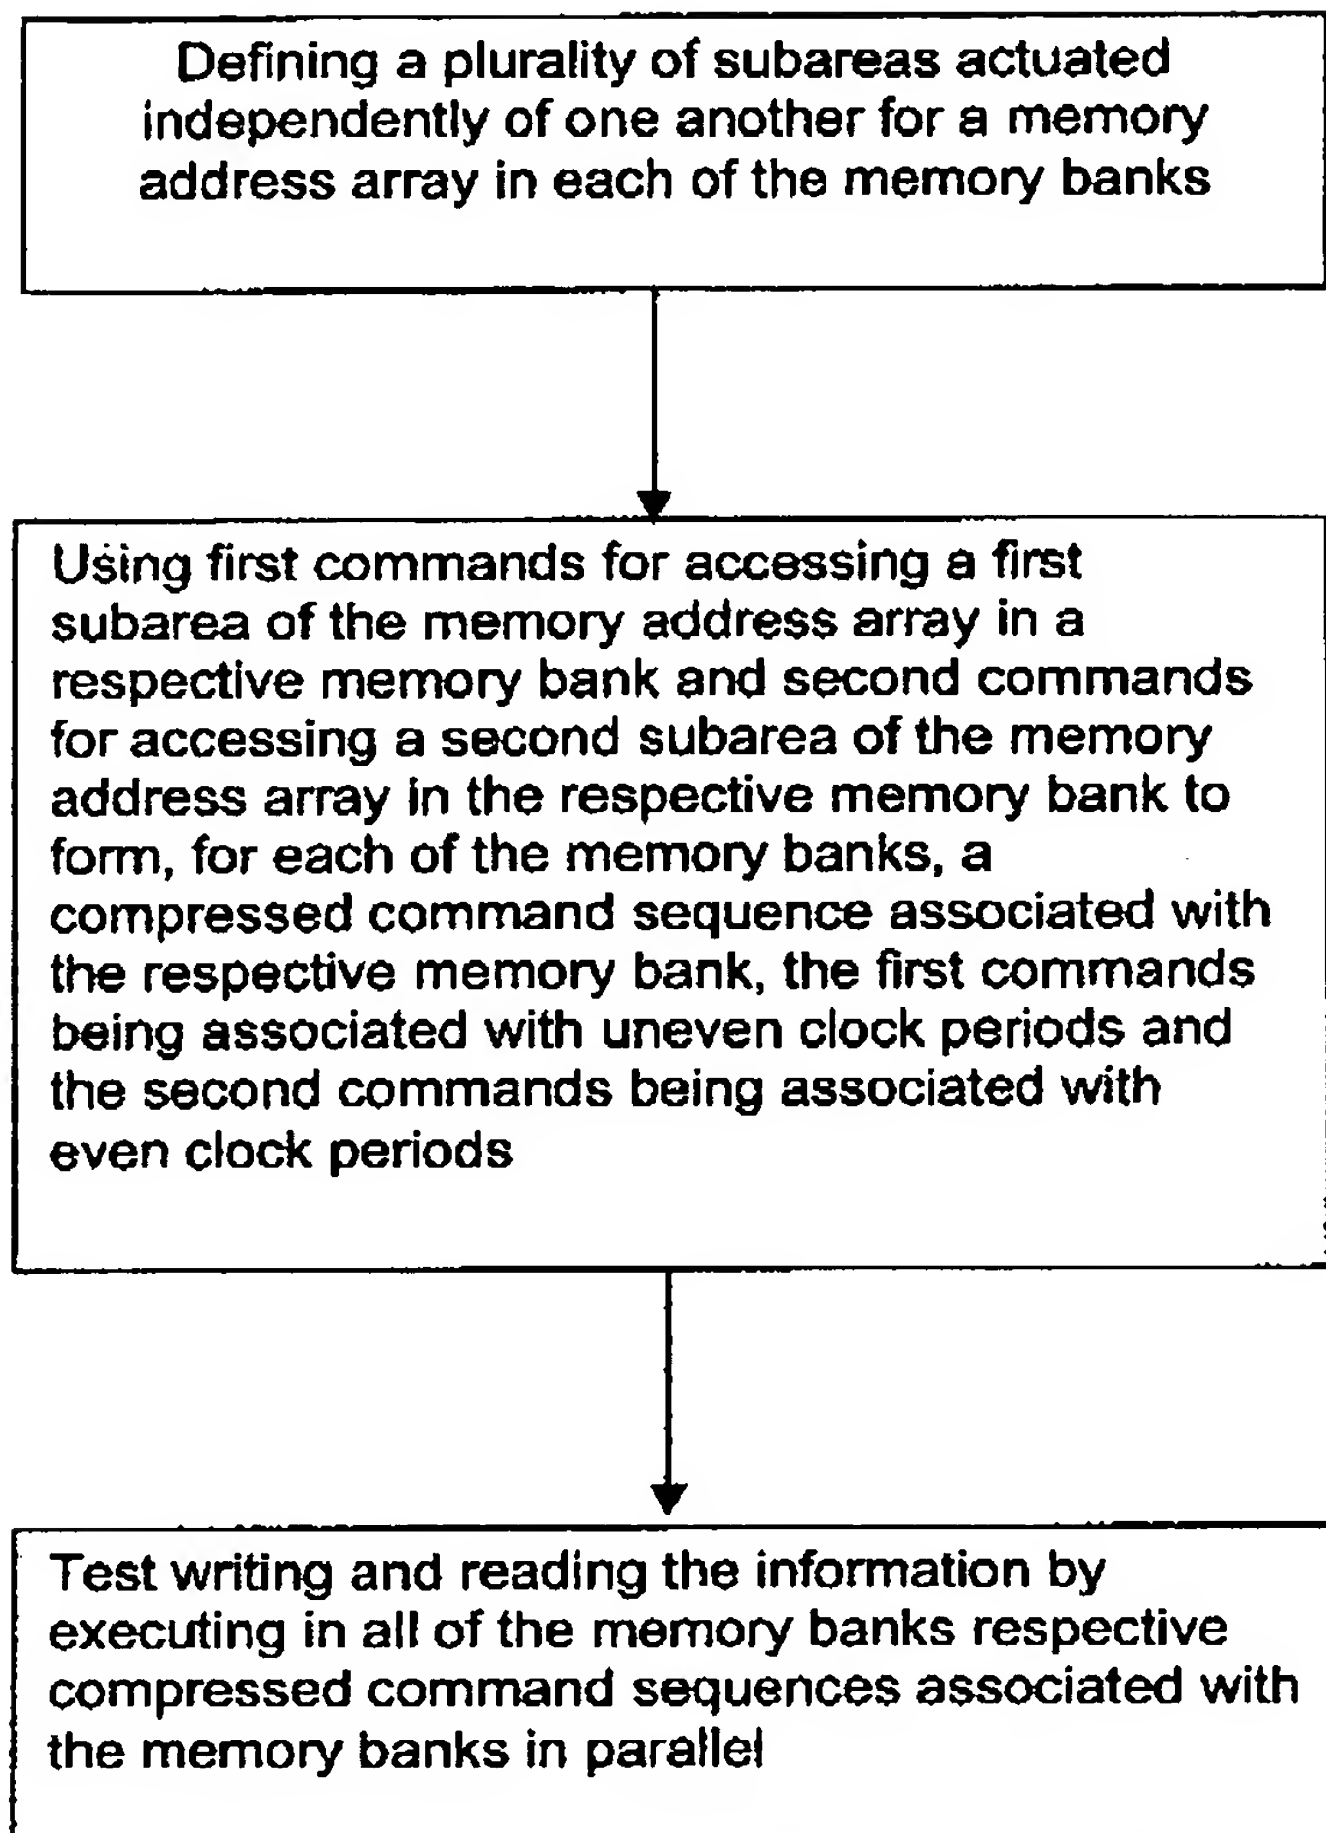 Defining a plurality of subareas actuated
independently of one another for a memory
address array in each of the memory banks
Using first commands for accessing a first
subarea of the memory address array in a
respective memory bank and second commands
for accessing a second subarea of the memory
address array in the respective memory bank to
form, for each of the memory banks, a
compressed command sequence associated with
the respective memory bank, the first commands
being associated with uneven clock periods and
the second commands being associated with
even clock periods
Test writing and reading the information by
executing in all of the memory banks respective
compressed command sequences associated with
the memory banks in parallel